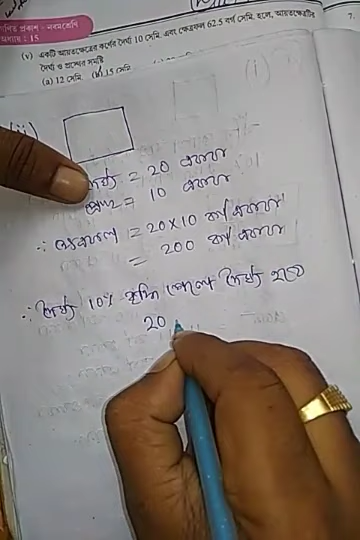 গণিত প্রকাশ - নবমশ্রেণি
অধ্যায় : 15
7.
(v) একটি আয়তক্ষেত্রের কর্ণের দৈর্ঘ্য 10 সেমি. এবং ক্ষেত্রফল 62.5 বর্গ সেমি. হলে, আয়তক্ষেত্রটির
দৈর্ঘ্য ও প্রস্থের সমষ্টি
(a) 12 সেমি. (b) 15 সেমি.
দৈর্ঘ্য = 20 একক
প্রস্থ = 10 একক
∴ ক্ষেত্রফল = 20×10 বর্গ একক
= 200 বর্গ একক
∴ দৈর্ঘ্য 10% বৃদ্ধি পেলে দৈর্ঘ্য হবে
20